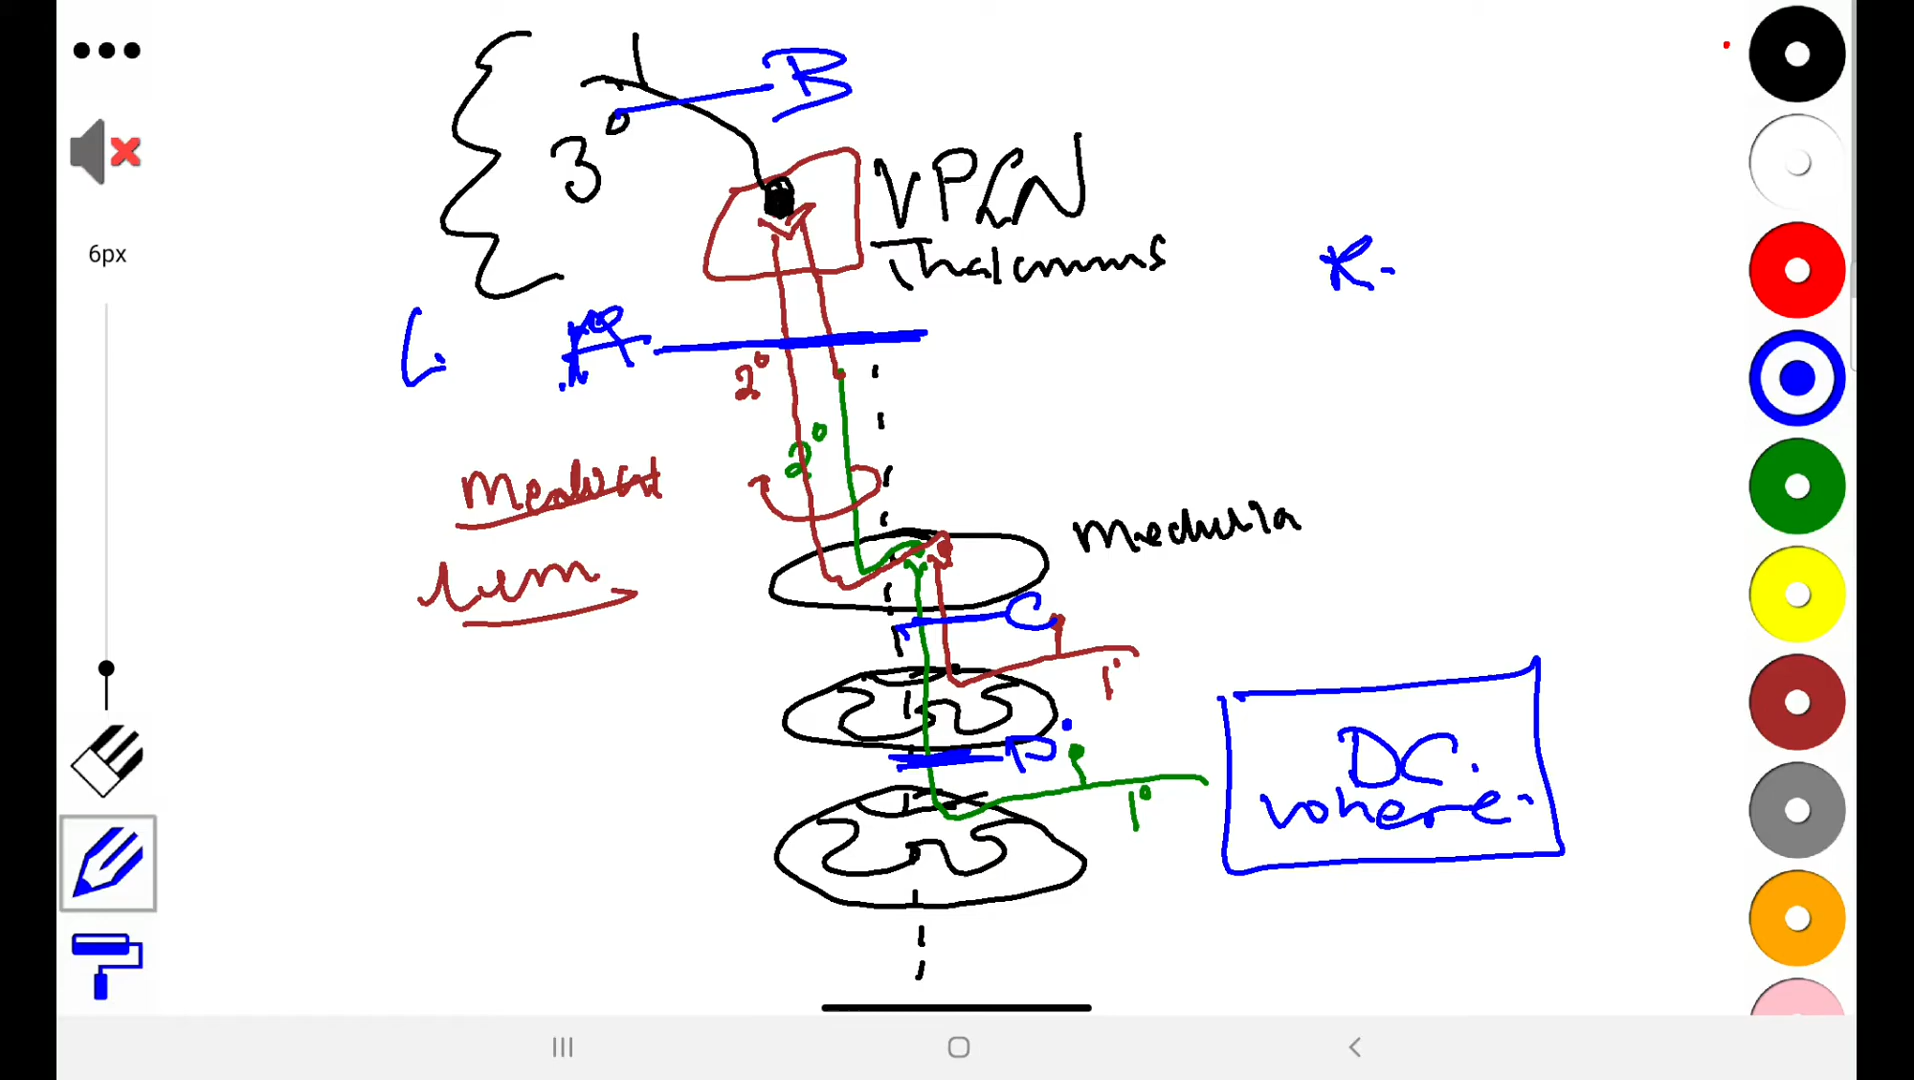 B
3°
VPLN
Thalamus
R.
L.
A
2°
2°
Medial
Lem
Medulla
C
1°
D.
1°
DC.
where
6px